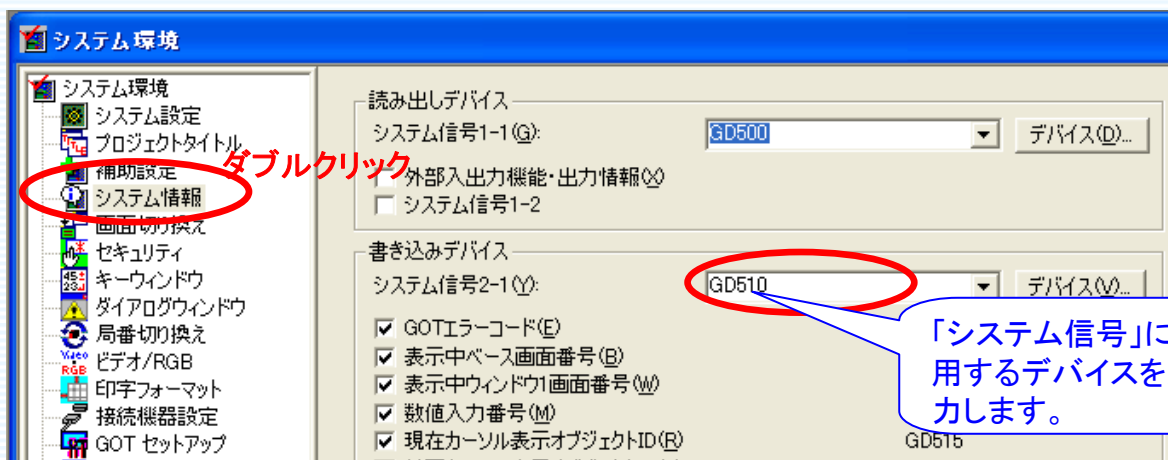 システム環境
システム環境
システム設定
プロジェクトタイトル
補助設定
システム情報
画面切り換え
セキュリティ
キーウィンドウ
ダイアログウィンドウ
局番切り換え
ビデオ/RGB
印字フォーマット
接続機器設定
GOT セットアップ
ダブルクリック
読み出しデバイス
システム信号1-1(G):
GD500
デバイス(D)...
外部入出力機能・出力情報(X)
システム信号1-2
書き込みデバイス
システム信号2-1(Y):
GD510
デバイス(V)...
GOTエラーコード(E)
表示中ベース画面番号(B)
表示中ウィンドウ1画面番号(W)
数値入力番号(M)
現在カーソル表示オブジェクトID(R)
GD515
「システム信号」に
用するデバイスを
力します。